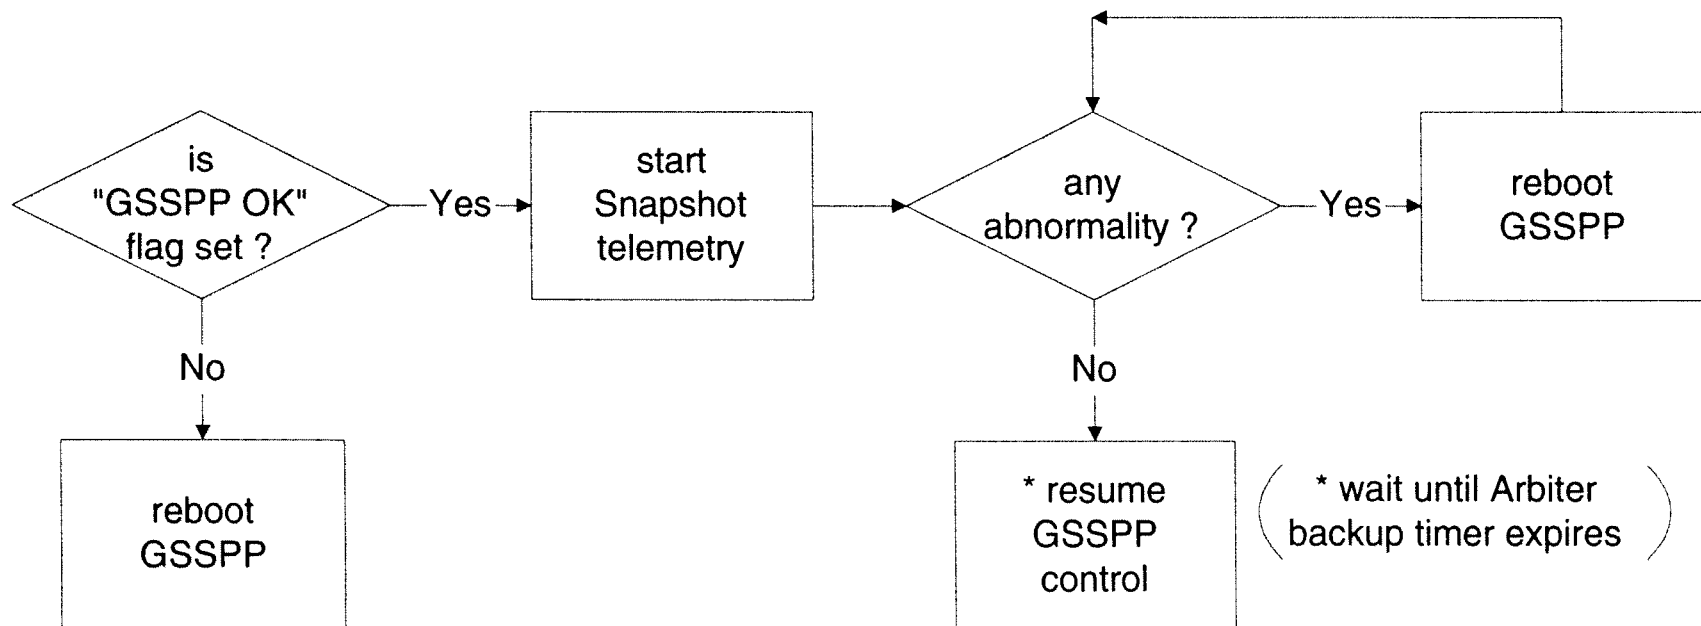 is
"GSSPP OK"
flag set ?
Yes
start
Snapshot
telemetry
any
abnormality ?
Yes
reboot
GSSPP
No
reboot
GSSPP
No
* resume
GSSPP
control
* wait until Arbiter
backup timer expires